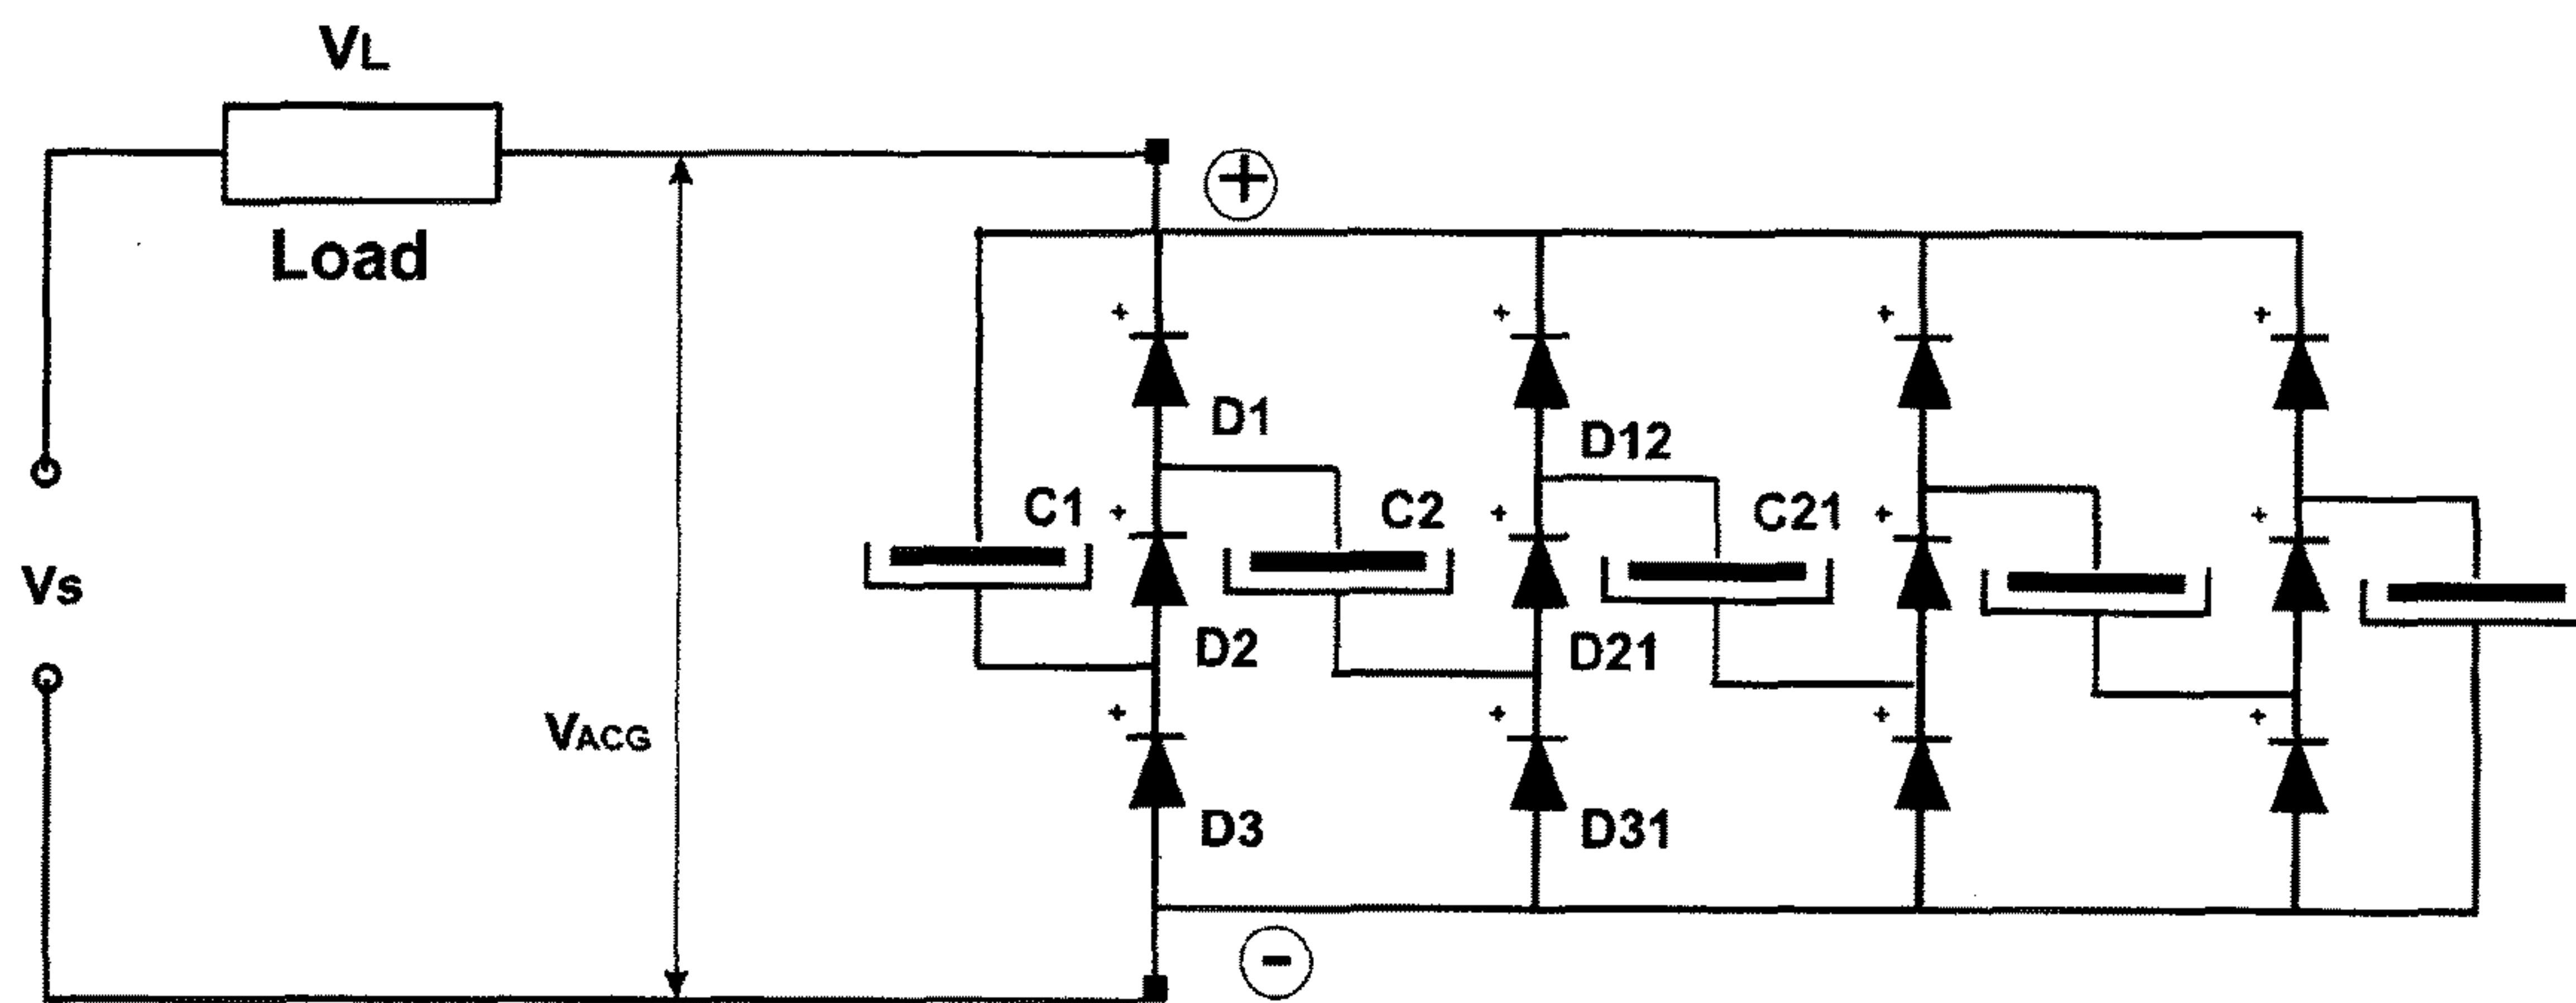 VL
Load
Vs
VACG
+
+ + + +
D1
D12
C1 + C2 + C21 + +
D2
D21
+ + + +
D3
D31
-